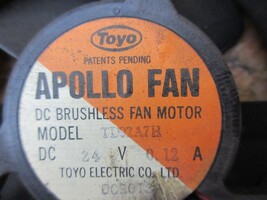 Toyo
PATENTS PENDING
APOLLO FAN
DC BRUSHLESS FAN MOTOR
MODEL
DC 24 V 0.12 A
TOYO ELECTRIC CO. LTD